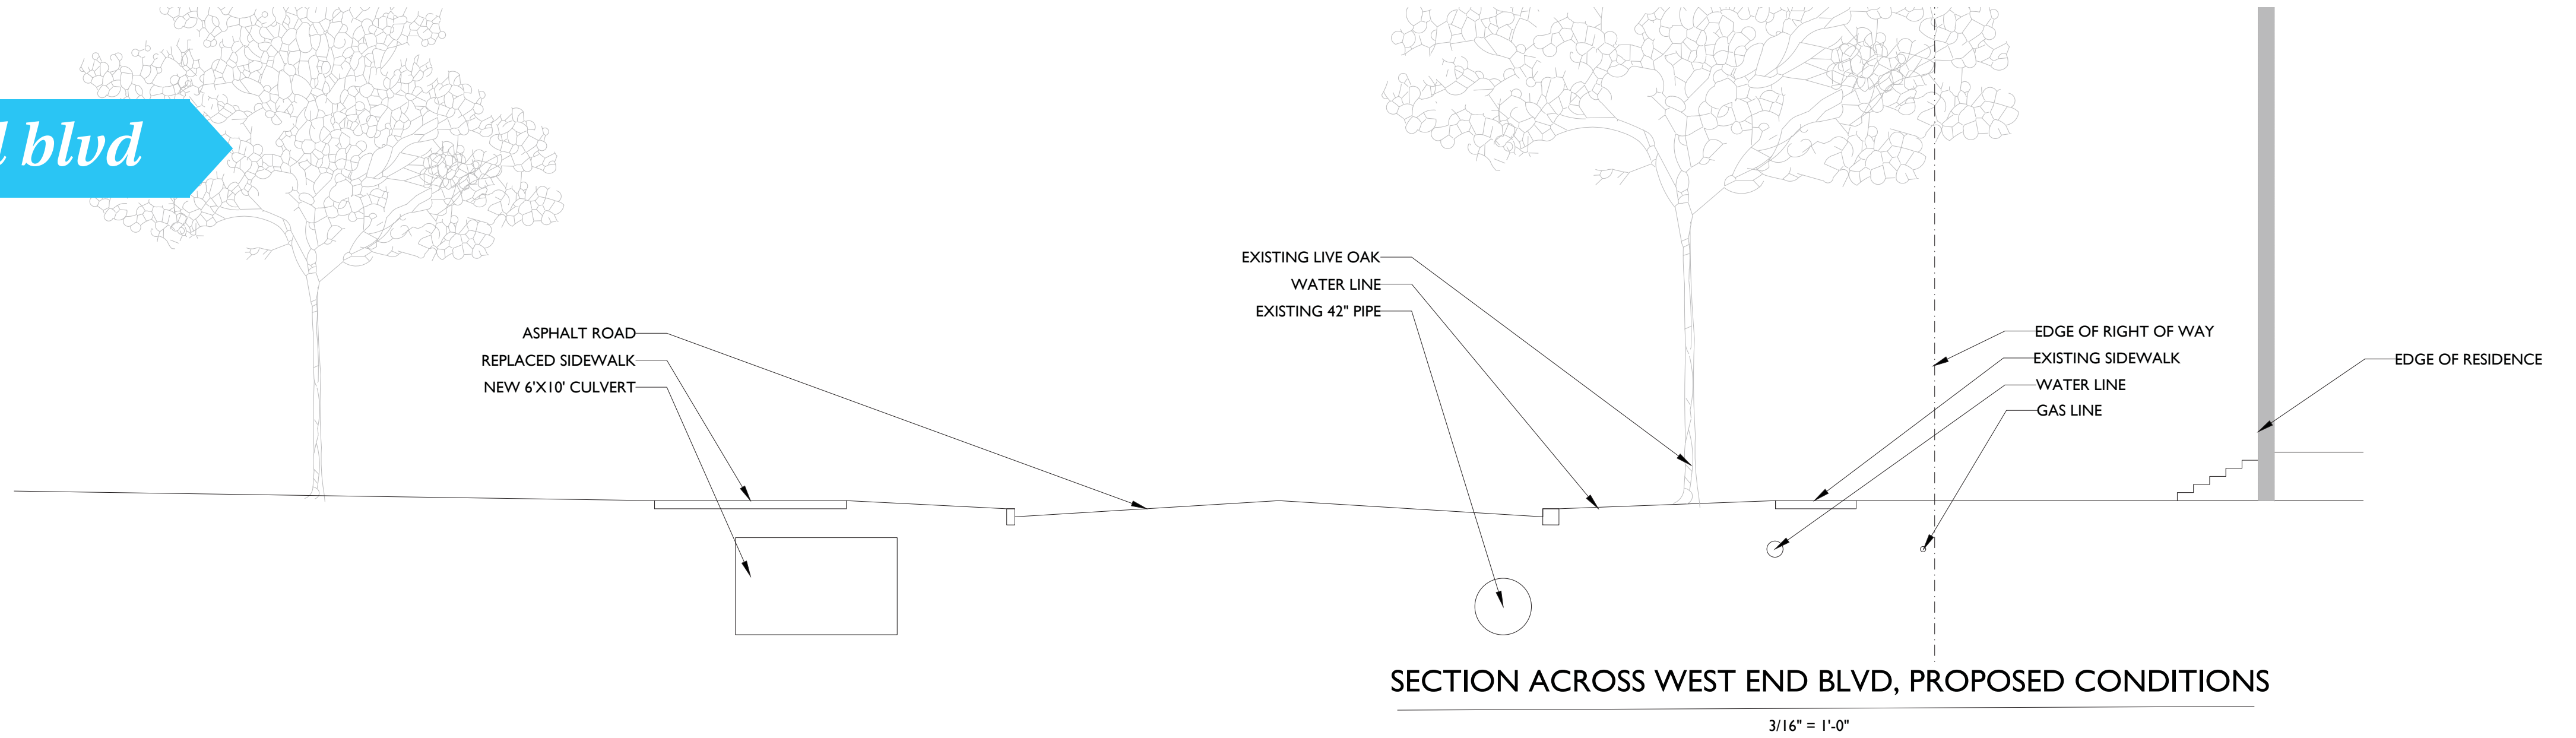 blvd
EXISTING LIVE OAK
WATER LINE
EXISTING 42" PIPE
ASPHALT ROAD
REPLACED SIDEWALK
NEW 6'X10' CULVERT
EDGE OF RIGHT OF WAY
EXISTING SIDEWALK
WATER LINE
GAS LINE
EDGE OF RESIDENCE
SECTION ACROSS WEST END BLVD, PROPOSED CONDITIONS
3/16" = 1'-0"